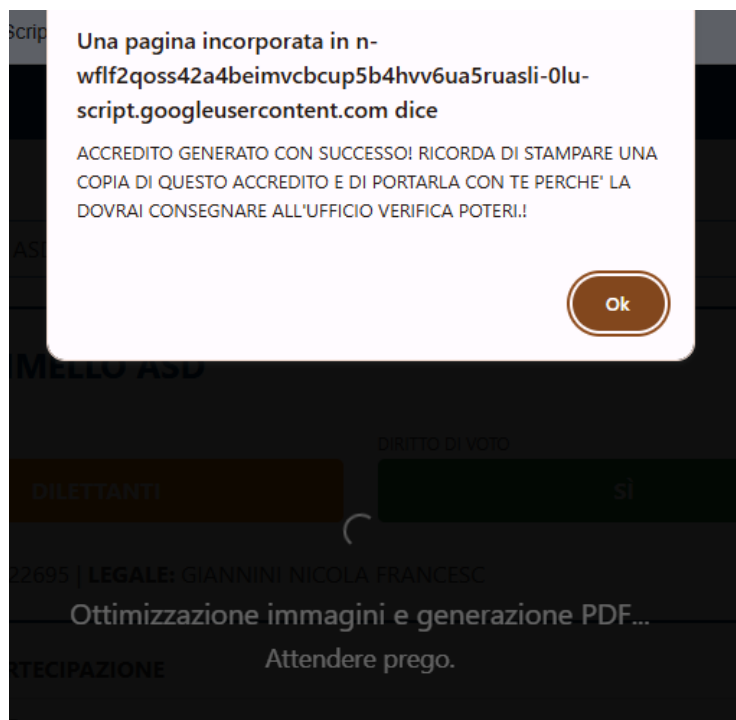 Scrip
Una pagina incorporata in n-
wflf2qoss42a4beimvcbcup5b4hvv6ua5ruasli-0lu-
script.googleusercontent.com dice
ACCREDITO GENERATO CON SUCCESSO! RICORDA DI STAMPARE UNA
COPIA DI QUESTO ACCREDITO E DI PORTARLA CON TE PERCHE' LA
DOVRAI CONSEGNARE ALL'UFFICIO VERIFICA POTERI.!
ASD
Ok
IMELLO ASD
DIRITTO DI VOTO
DILETTANTI
SÌ
22695 | LEGALE: GIANNINI NICOLA FRANCESC
Ottimizzazione immagini e generazione PDF...
Attendere prego.
RTECIPAZIONE